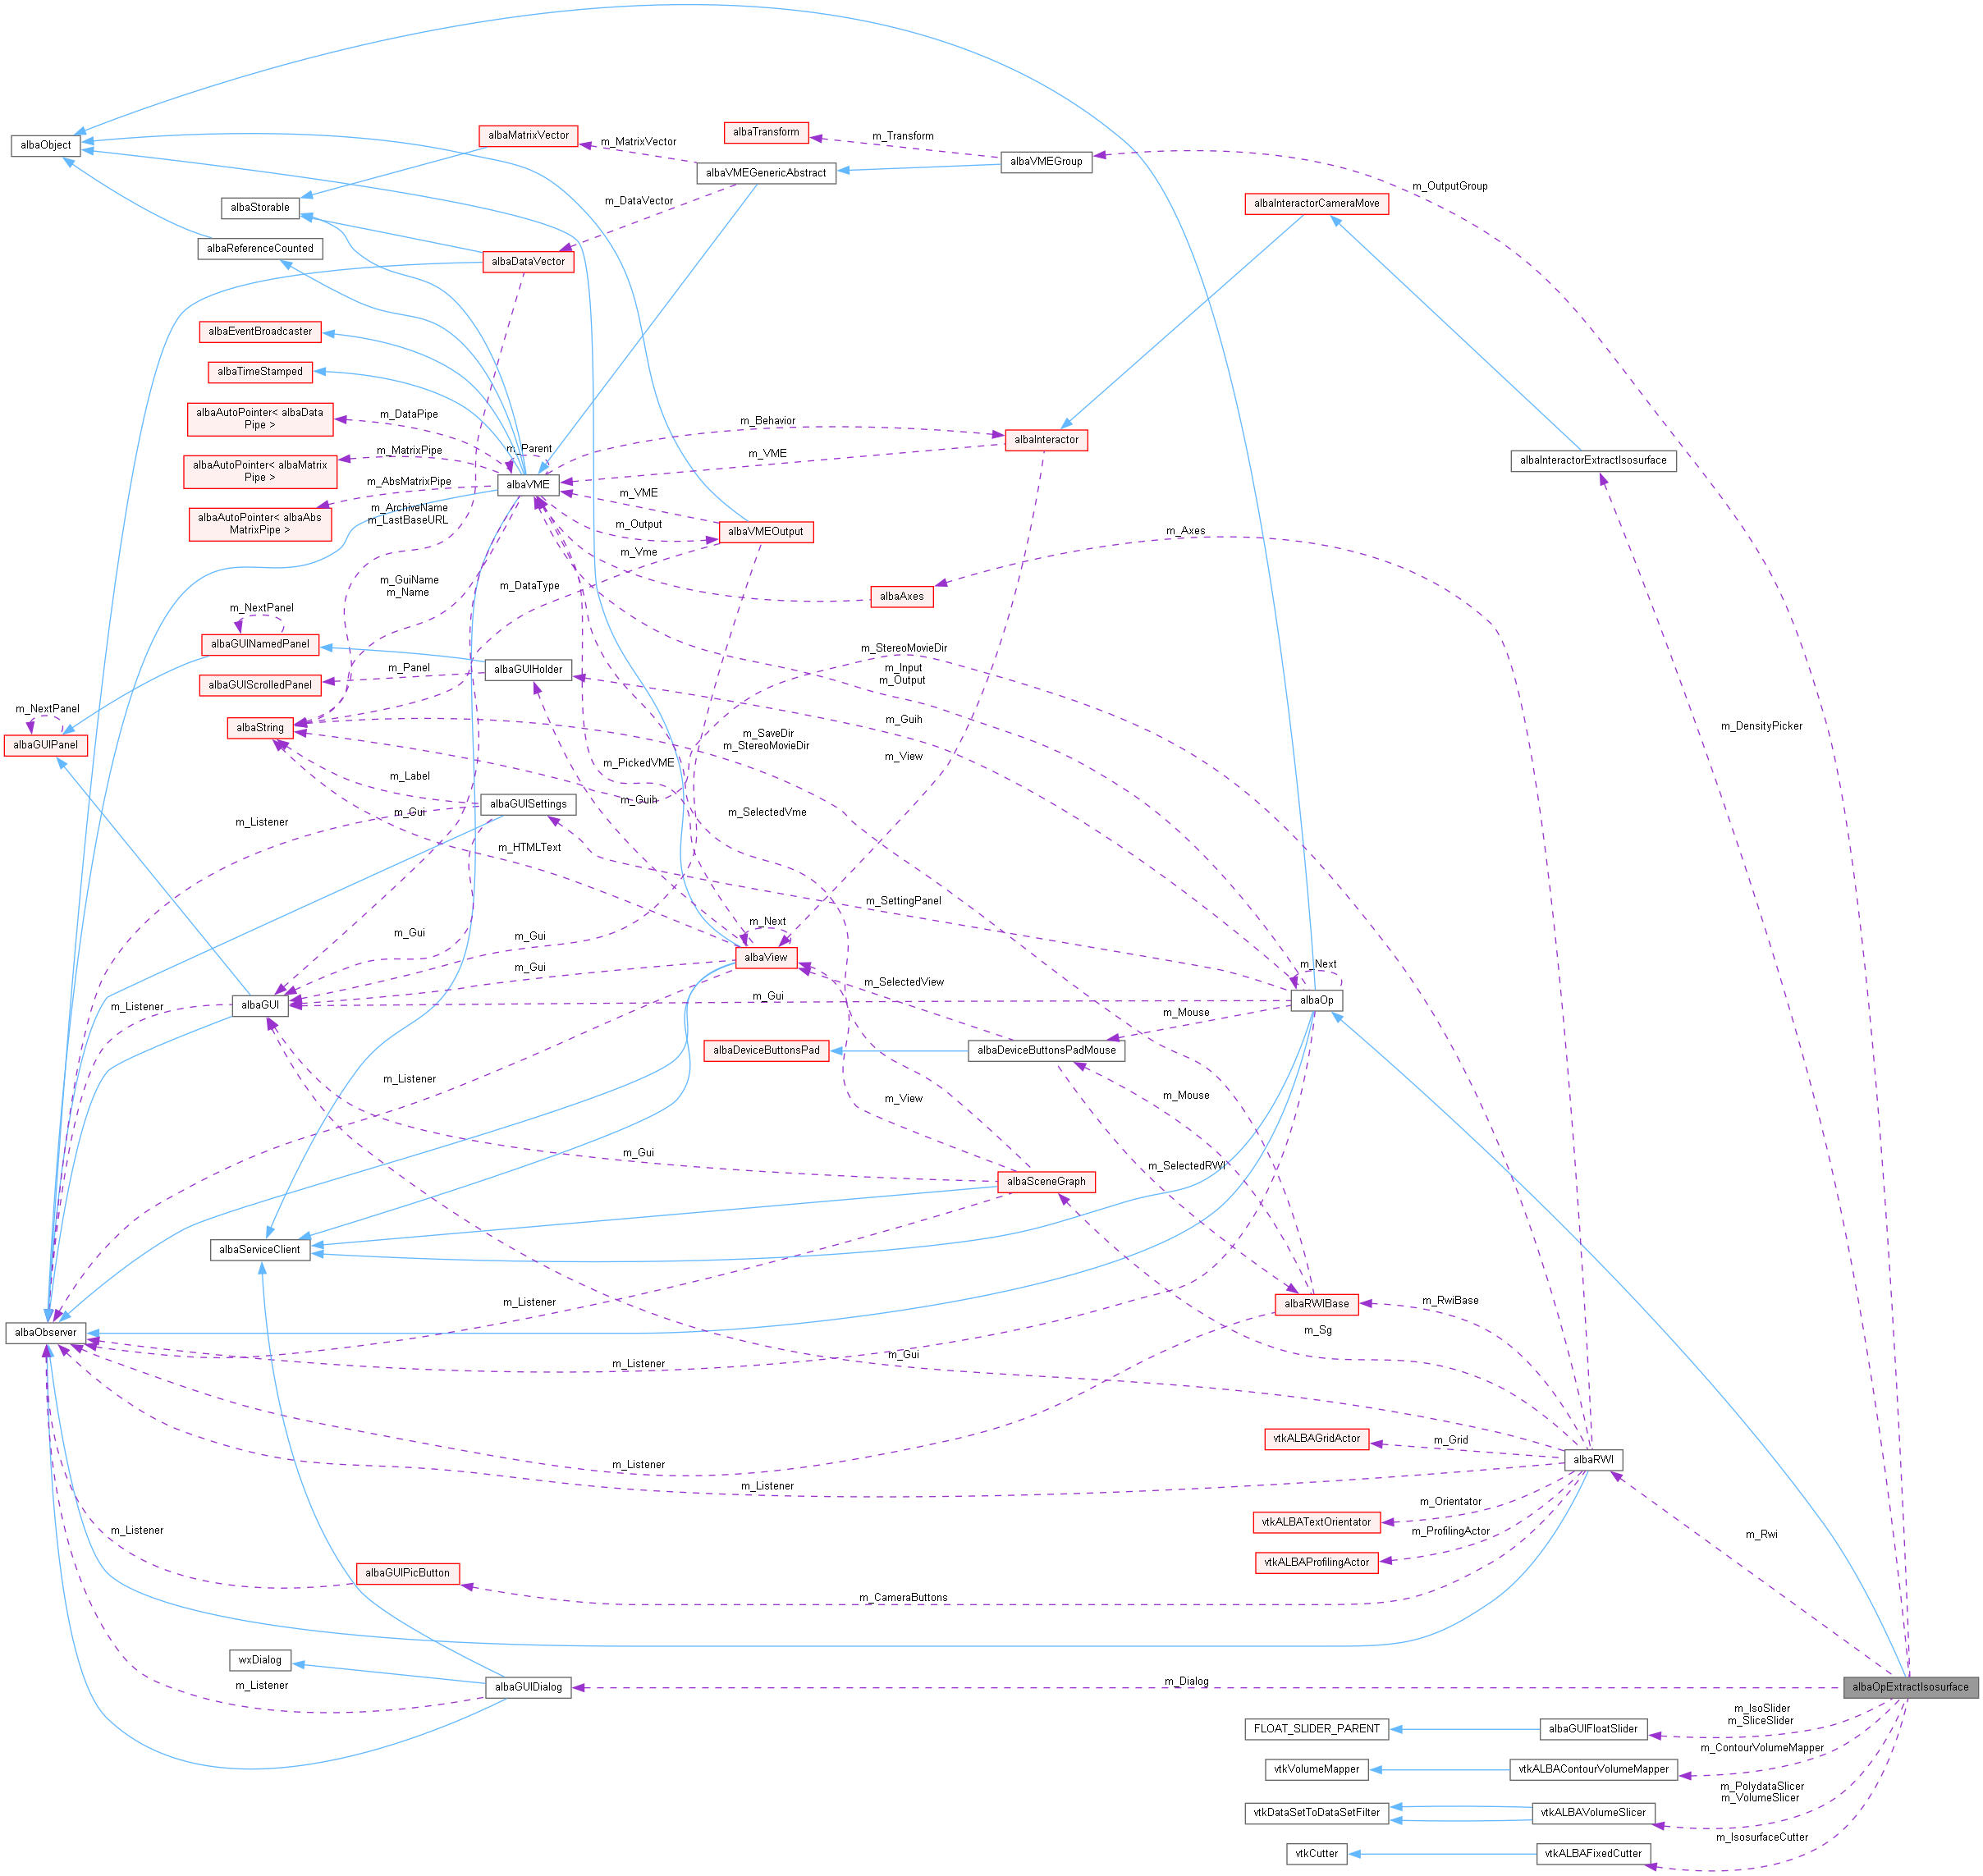 albaMatrixVector
albaTransform
m_Transform
albaObject
m_MatrixVector
albaVMEGroup
albaVMEGenericAbstract
m_OutputGroup
albaStorable
m_DataVector
albaInteractorCameraMove
albaReferenceCounted
albaDataVector
albaEventBroadcaster
albaTimeStamped
albaAutoPointer< albaData
Pipe >
m_DataPipe
m_Behavior
albaInteractor
m_Parent
m_MatrixPipe
m_VME
albaAutoPointer< albaMatrix
Pipe >
albaInteractorExtractIsosurface
m_AbsMatrixPipe
albaVME
m_VME
m_ArchiveName
m_LastBaseURL
albaAutoPointer< albaAbs
MatrixPipe >
m_Output
albaVMEOutput
m_Axes
m_Vme
m_GuiName
m_Name
m_DataType
albaAxes
m_NextPanel
albaGUINamedPanel
m_StereoMovieDir
m_Panel
albaGUIHolder
m_Input
m_Output
albaGUIScrolledPanel
m_NextPanel
albaString
m_Guih
m_DensityPicker
albaGUIPanel
m_SaveDir
m_StereoMovieDir
m_View
m_PickedVME
m_Label
m_Guih
albaGUISettings
m_Gui
m_SelectedVme
m_Listener
m_HTMLText
m_SettingPanel
m_Next
m_Gui
m_Gui
albaView
m_Next
m_Gui
m_SelectedView
m_Gui
albaOp
albaGUI
m_Listener
m_Mouse
albaDeviceButtonsPad
albaDeviceButtonsPadMouse
m_Listener
m_View
m_Mouse
m_Gui
m_SelectedRWI
albaSceneGraph
albaServiceClient
m_Listener
albaRWIBase
m_RwiBase
albaObserver
m_Sg
m_Listener
m_Gui
vtkALBAGridActor
m_Grid
albaRWI
m_Listener
m_Listener
m_Orientator
vtkALBATextOrientator
m_Listener
m_ProfilingActor
m_Rwi
vtkALBAProfilingActor
albaGUIPicButton
m_CameraButtons
wxDialog
m_Listener
albaGUIDialog
m_Dialog
albaOpExtractIsosurface
m_IsoSlider
m_SliceSlider
FLOAT_SLIDER_PARENT
albaGUIFloatSlider
m_ContourVolumeMapper
vtkVolumeMapper
vtkALBAContourVolumeMapper
m_PolydataSlicer
m_VolumeSlicer
vtkDataSetToDataSetFilter
vtkALBAVolumeSlicer
m_IsosurfaceCutter
vtkCutter
vtkALBAFixedCutter